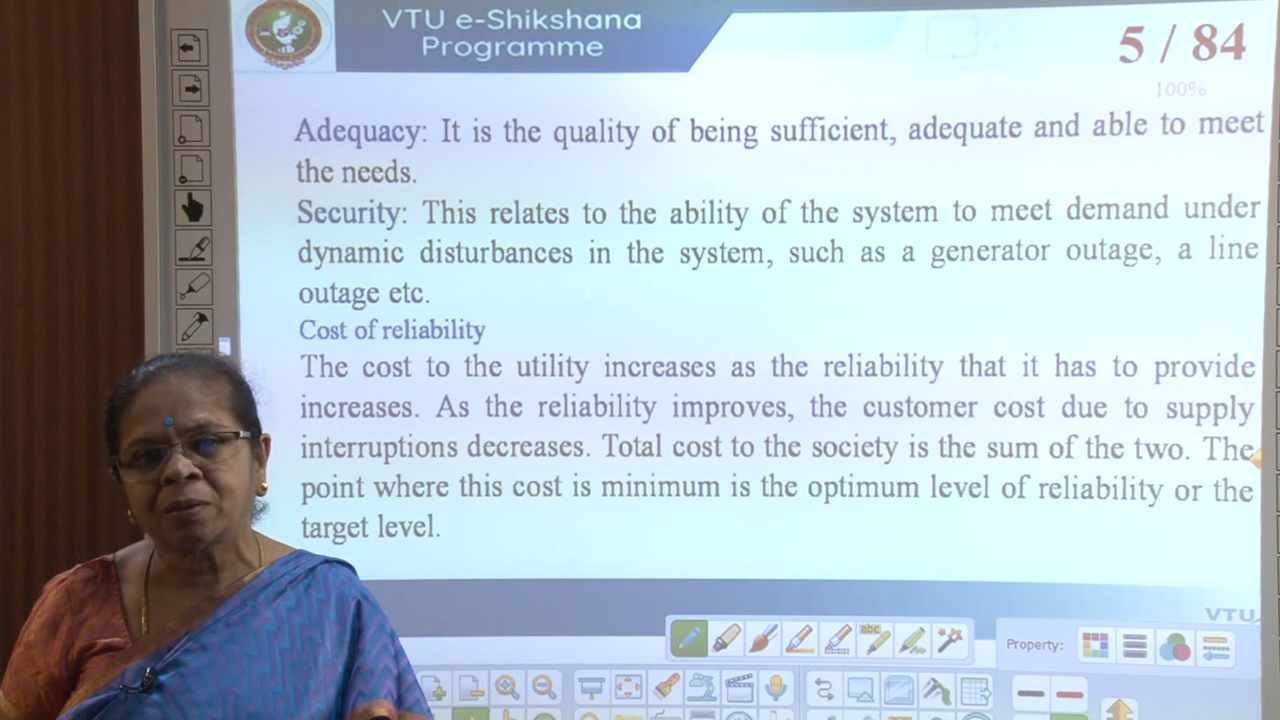 VTU e-Shikshana
Programme
5 / 84
100%
Adequacy: It is the quality of being sufficient, adequate and able to meet
the needs.
Security: This relates to the ability of the system to meet demand under
dynamic disturbances in the system, such as a generator outage, a line
outage etc.
Cost of reliability
The cost to the utility increases as the reliability that it has to provide
increases. As the reliability improves, the customer cost due to supply
interruptions decreases. Total cost to the society is the sum of the two. The
point where this cost is minimum is the optimum level of reliability or the
target level.
VTU
abc
Property: